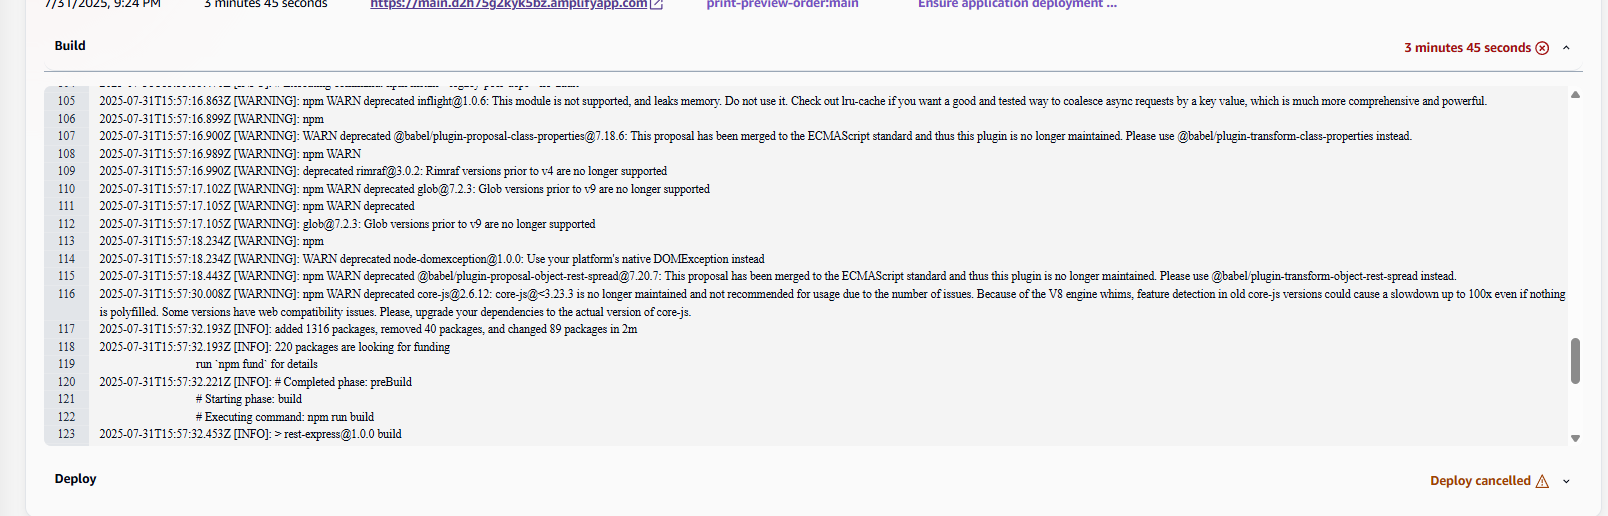 7/31/2025, 9:24 PM 3 minutes 45 seconds https://main.d2h75g2kyk5bz.amplifyapp.com print-preview-order:main Ensure application deployment ...
Build 3 minutes 45 seconds
105 2025-07-31T15:57:16.863Z [WARNING]: npm WARN deprecated inflight@1.0.6: This module is not supported, and leaks memory. Do not use it. Check out lru-cache if you want a good and tested way to coalesce async requests by a key value, which is much more comprehensive and powerful.
106 2025-07-31T15:57:16.899Z [WARNING]: npm
107 2025-07-31T15:57:16.900Z [WARNING]: WARN deprecated @babel/plugin-proposal-class-properties@7.18.6: This proposal has been merged to the ECMAScript standard and thus this plugin is no longer maintained. Please use @babel/plugin-transform-class-properties instead.
108 2025-07-31T15:57:16.989Z [WARNING]: npm WARN
109 2025-07-31T15:57:16.990Z [WARNING]: deprecated rimraf@3.0.2: Rimraf versions prior to v4 are no longer supported
110 2025-07-31T15:57:17.102Z [WARNING]: npm WARN deprecated glob@7.2.3: Glob versions prior to v9 are no longer supported
111 2025-07-31T15:57:17.105Z [WARNING]: npm WARN deprecated
112 2025-07-31T15:57:17.105Z [WARNING]: glob@7.2.3: Glob versions prior to v9 are no longer supported
113 2025-07-31T15:57:18.234Z [WARNING]: npm
114 2025-07-31T15:57:18.234Z [WARNING]: WARN deprecated node-domexception@1.0.0: Use your platform's native DOMException instead
115 2025-07-31T15:57:18.443Z [WARNING]: npm WARN deprecated @babel/plugin-proposal-object-rest-spread@7.20.7: This proposal has been merged to the ECMAScript standard and thus this plugin is no longer maintained. Please use @babel/plugin-transform-object-rest-spread instead.
116 2025-07-31T15:57:30.008Z [WARNING]: npm WARN deprecated core-js@2.6.12: core-js@<3.23.3 is no longer maintained and not recommended for usage due to the number of issues. Because of the V8 engine whims, feature detection in old core-js versions could cause a slowdown up to 100x even if nothing
is polyfilled. Some versions have web compatibility issues. Please, upgrade your dependencies to the actual version of core-js.
117 2025-07-31T15:57:32.193Z [INFO]: added 1316 packages, removed 40 packages, and changed 89 packages in 2m
118 2025-07-31T15:57:32.193Z [INFO]: 220 packages are looking for funding
119 run `npm fund` for details
120 2025-07-31T15:57:32.221Z [INFO]: # Completed phase: preBuild
121 # Starting phase: build
122 # Executing command: npm run build
123 2025-07-31T15:57:32.453Z [INFO]: > rest-express@1.0.0 build
Deploy Deploy cancelled